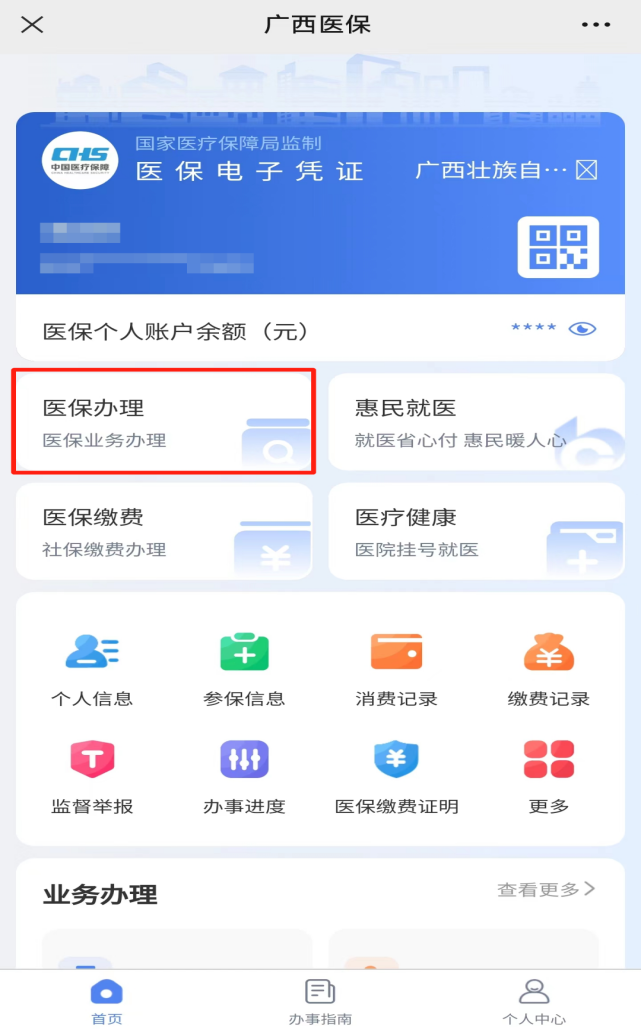 广西医保
国家医疗保障局监制
CHS
中国医疗保障
医保电子凭证
广西壮族自…
医保个人账户余额（元）
****
医保办理
医保业务办理
惠民就医
就医省心付 惠民暖人心
医保缴费
社保缴费办理
医疗健康
医院挂号就医
个人信息
参保信息
消费记录
缴费记录
监督举报
办事进度
医保缴费证明
更多
业务办理
查看更多
首页
办事指南
个人中心